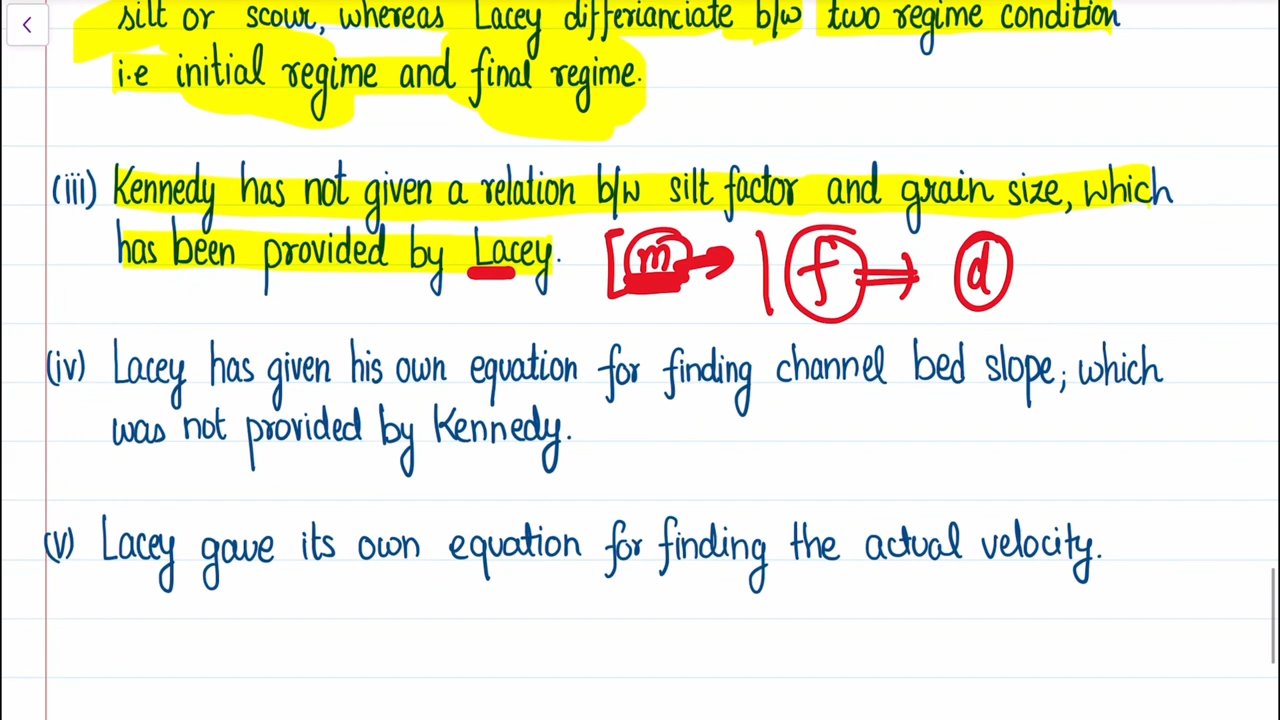 silt or scour, whereas Lacey differianciate b/w two regime condition
i.e initial regime and final regime.
(iii) Kennedy has not given a relation b/w silt factor and grain size, which
has been provided by Lacey. [m → | f ⇒ d
(iv) Lacey has given his own equation for finding channel bed slope; which
was not provided by Kennedy.
(v) Lacey gave its own equation for finding the actual velocity.